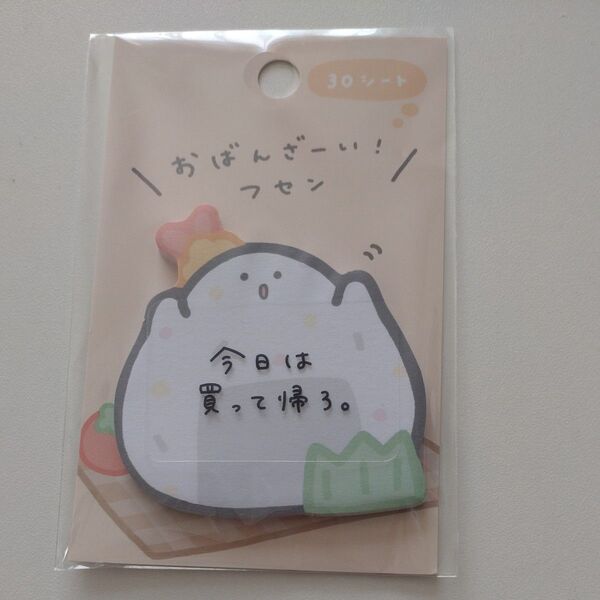 30シート
おばんざーい!
フセン
今日は
買って帰ろ。